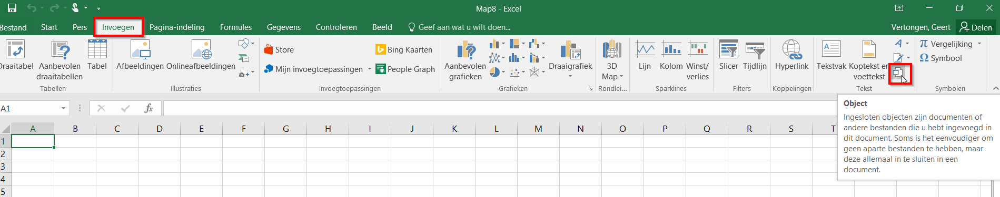 Map8 - Excel
Bestand Start Pers Invoegen Pagina-indeling Formules Gegevens Controleren Beeld Geef aan wat u wilt doen... Vertongen, Geert Delen
Draaitabel Aanbevolen draaitabellen Tabel
Tabellen
Afbeeldingen Onlineafbeeldingen
Illustraties
Store
Mijn invoegtoepassingen
Bing Kaarten
People Graph
Invoegtoepassingen
Aanbevolen grafieken Draaigrafiek
Grafieken
3D Map
Rondlei...
Lijn Kolom Winst/verlies
Sparklines
Slicer Tijdlijn
Filters
Hyperlink
Koppelingen
Tekstvak Koptekst en voettekst
Tekst
π Vergelijking
Ω Symbool
Symbolen
A1
fx
A B C D E F G H I J K L M N O P Q R S T
1
2
3
4
5
Object
Ingesloten objecten zijn documenten of
andere bestanden die u hebt ingevoegd in
dit document. Soms is het eenvoudiger om
geen aparte bestanden te hebben, maar
deze allemaal in te sluiten in een
document.